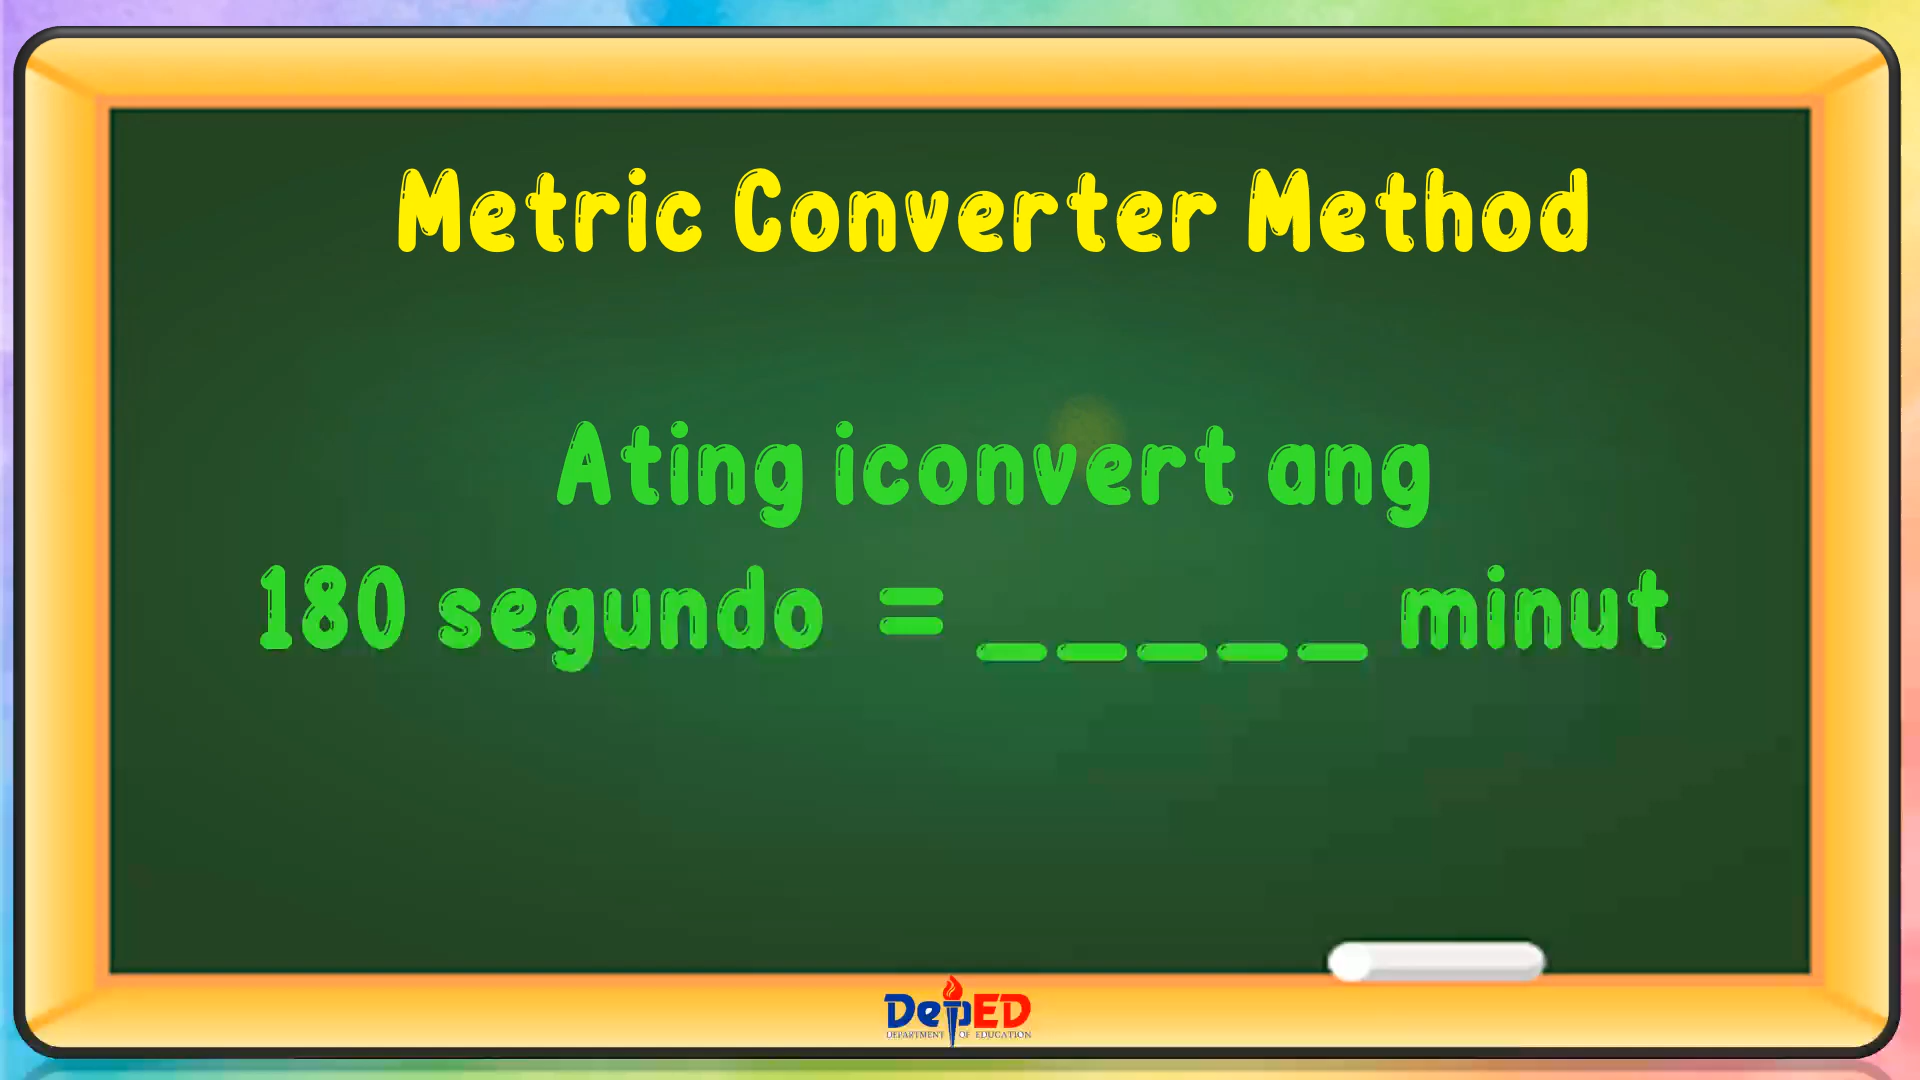 Metric Converter Method
Ating iconvert ang
180 segundo = _____ minut
DepED
DEPARTMENT OF EDUCATION